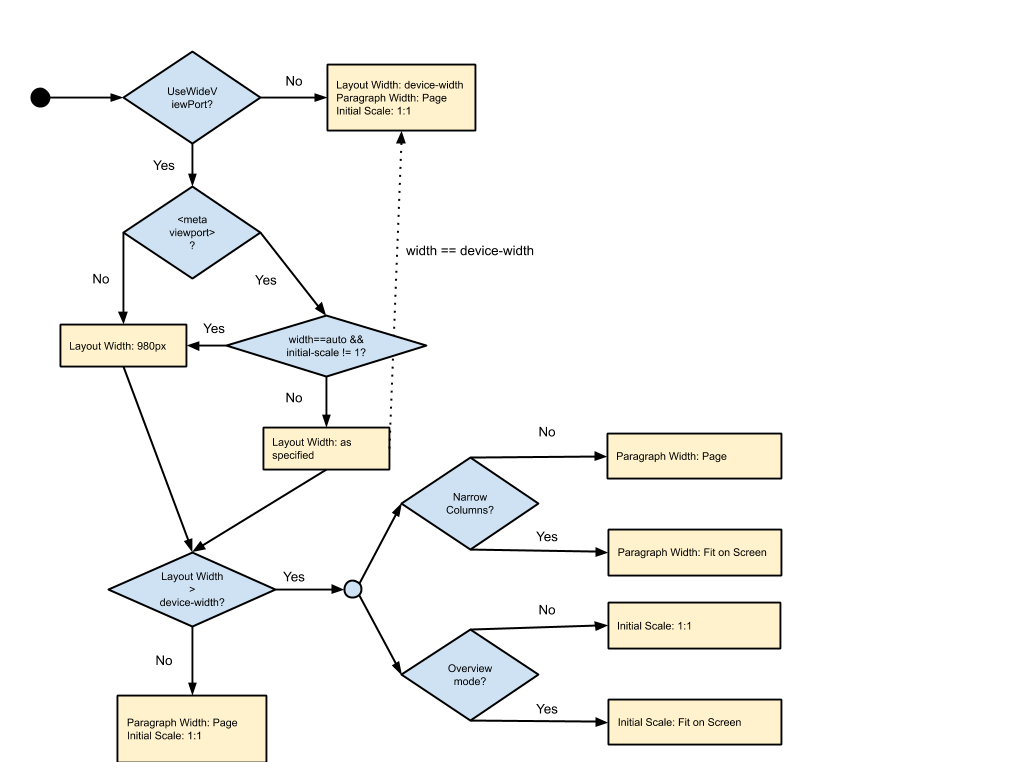 UseWideV
iewPort?
No
Layout Width: device-width
Paragraph Width: Page
Initial Scale: 1:1
Yes
<meta
viewport>
?
width == device-width
No
Yes
Layout Width: 980px
Yes
width==auto &&
initial-scale != 1?
No
Layout Width: as
specified
No
Paragraph Width: Page
Narrow
Columns?
Yes
Paragraph Width: Fit on Screen
Layout Width
>
device-width?
Yes
No
Initial Scale: 1:1
Overview
mode?
Yes
Initial Scale: Fit on Screen
No
Paragraph Width: Page
Initial Scale: 1:1